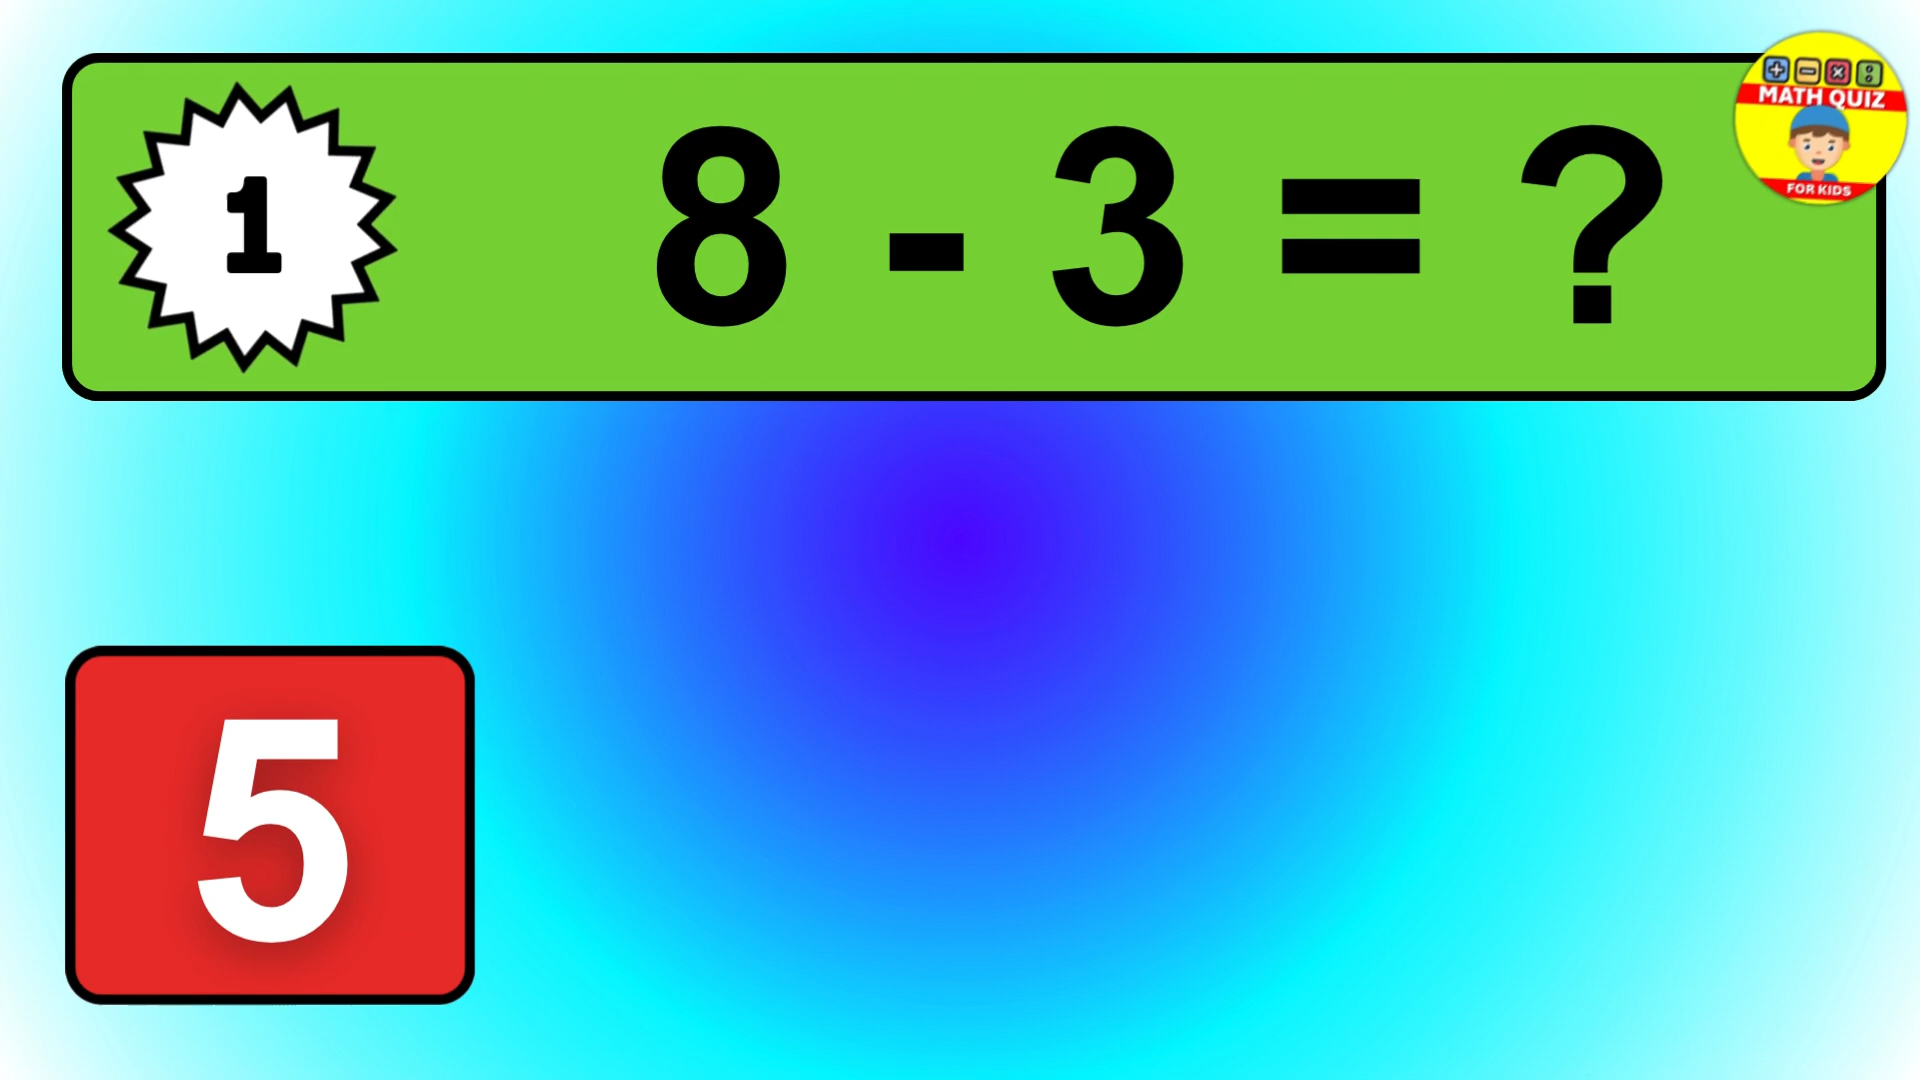 1 8 - 3 = ?
+ - × :
MATH QUIZ
FOR KIDS
5